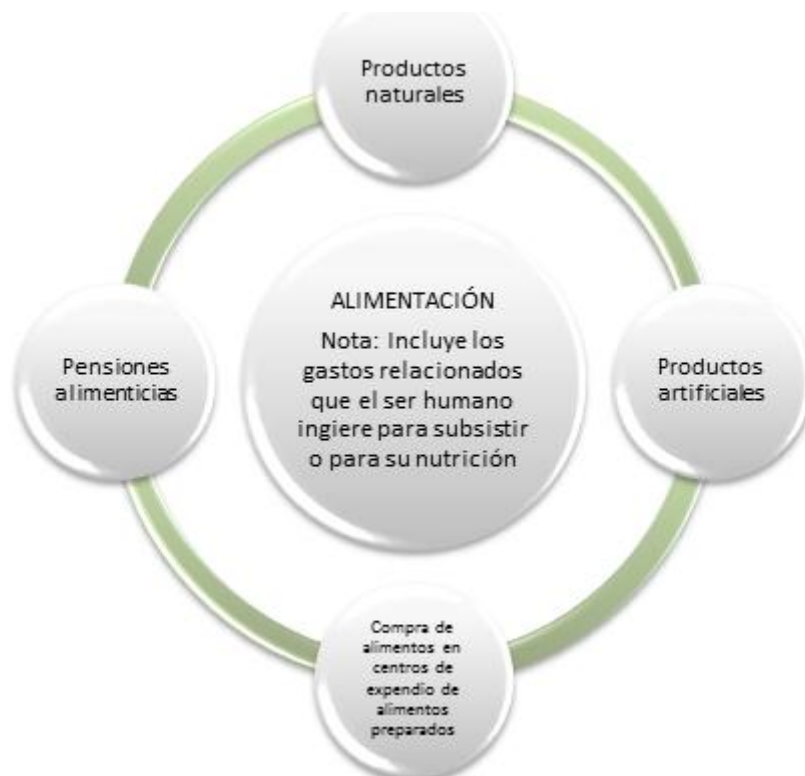 Productos
naturales
ALIMENTACIÓN
Nota: Incluye los
gastos relacionados
que el ser humano
ingiere para subsistir
o para su nutrición
Pensiones
alimenticias
Productos
artificiales
Compra de
alimentos en
centros de
expendio de
alimentos
preparados